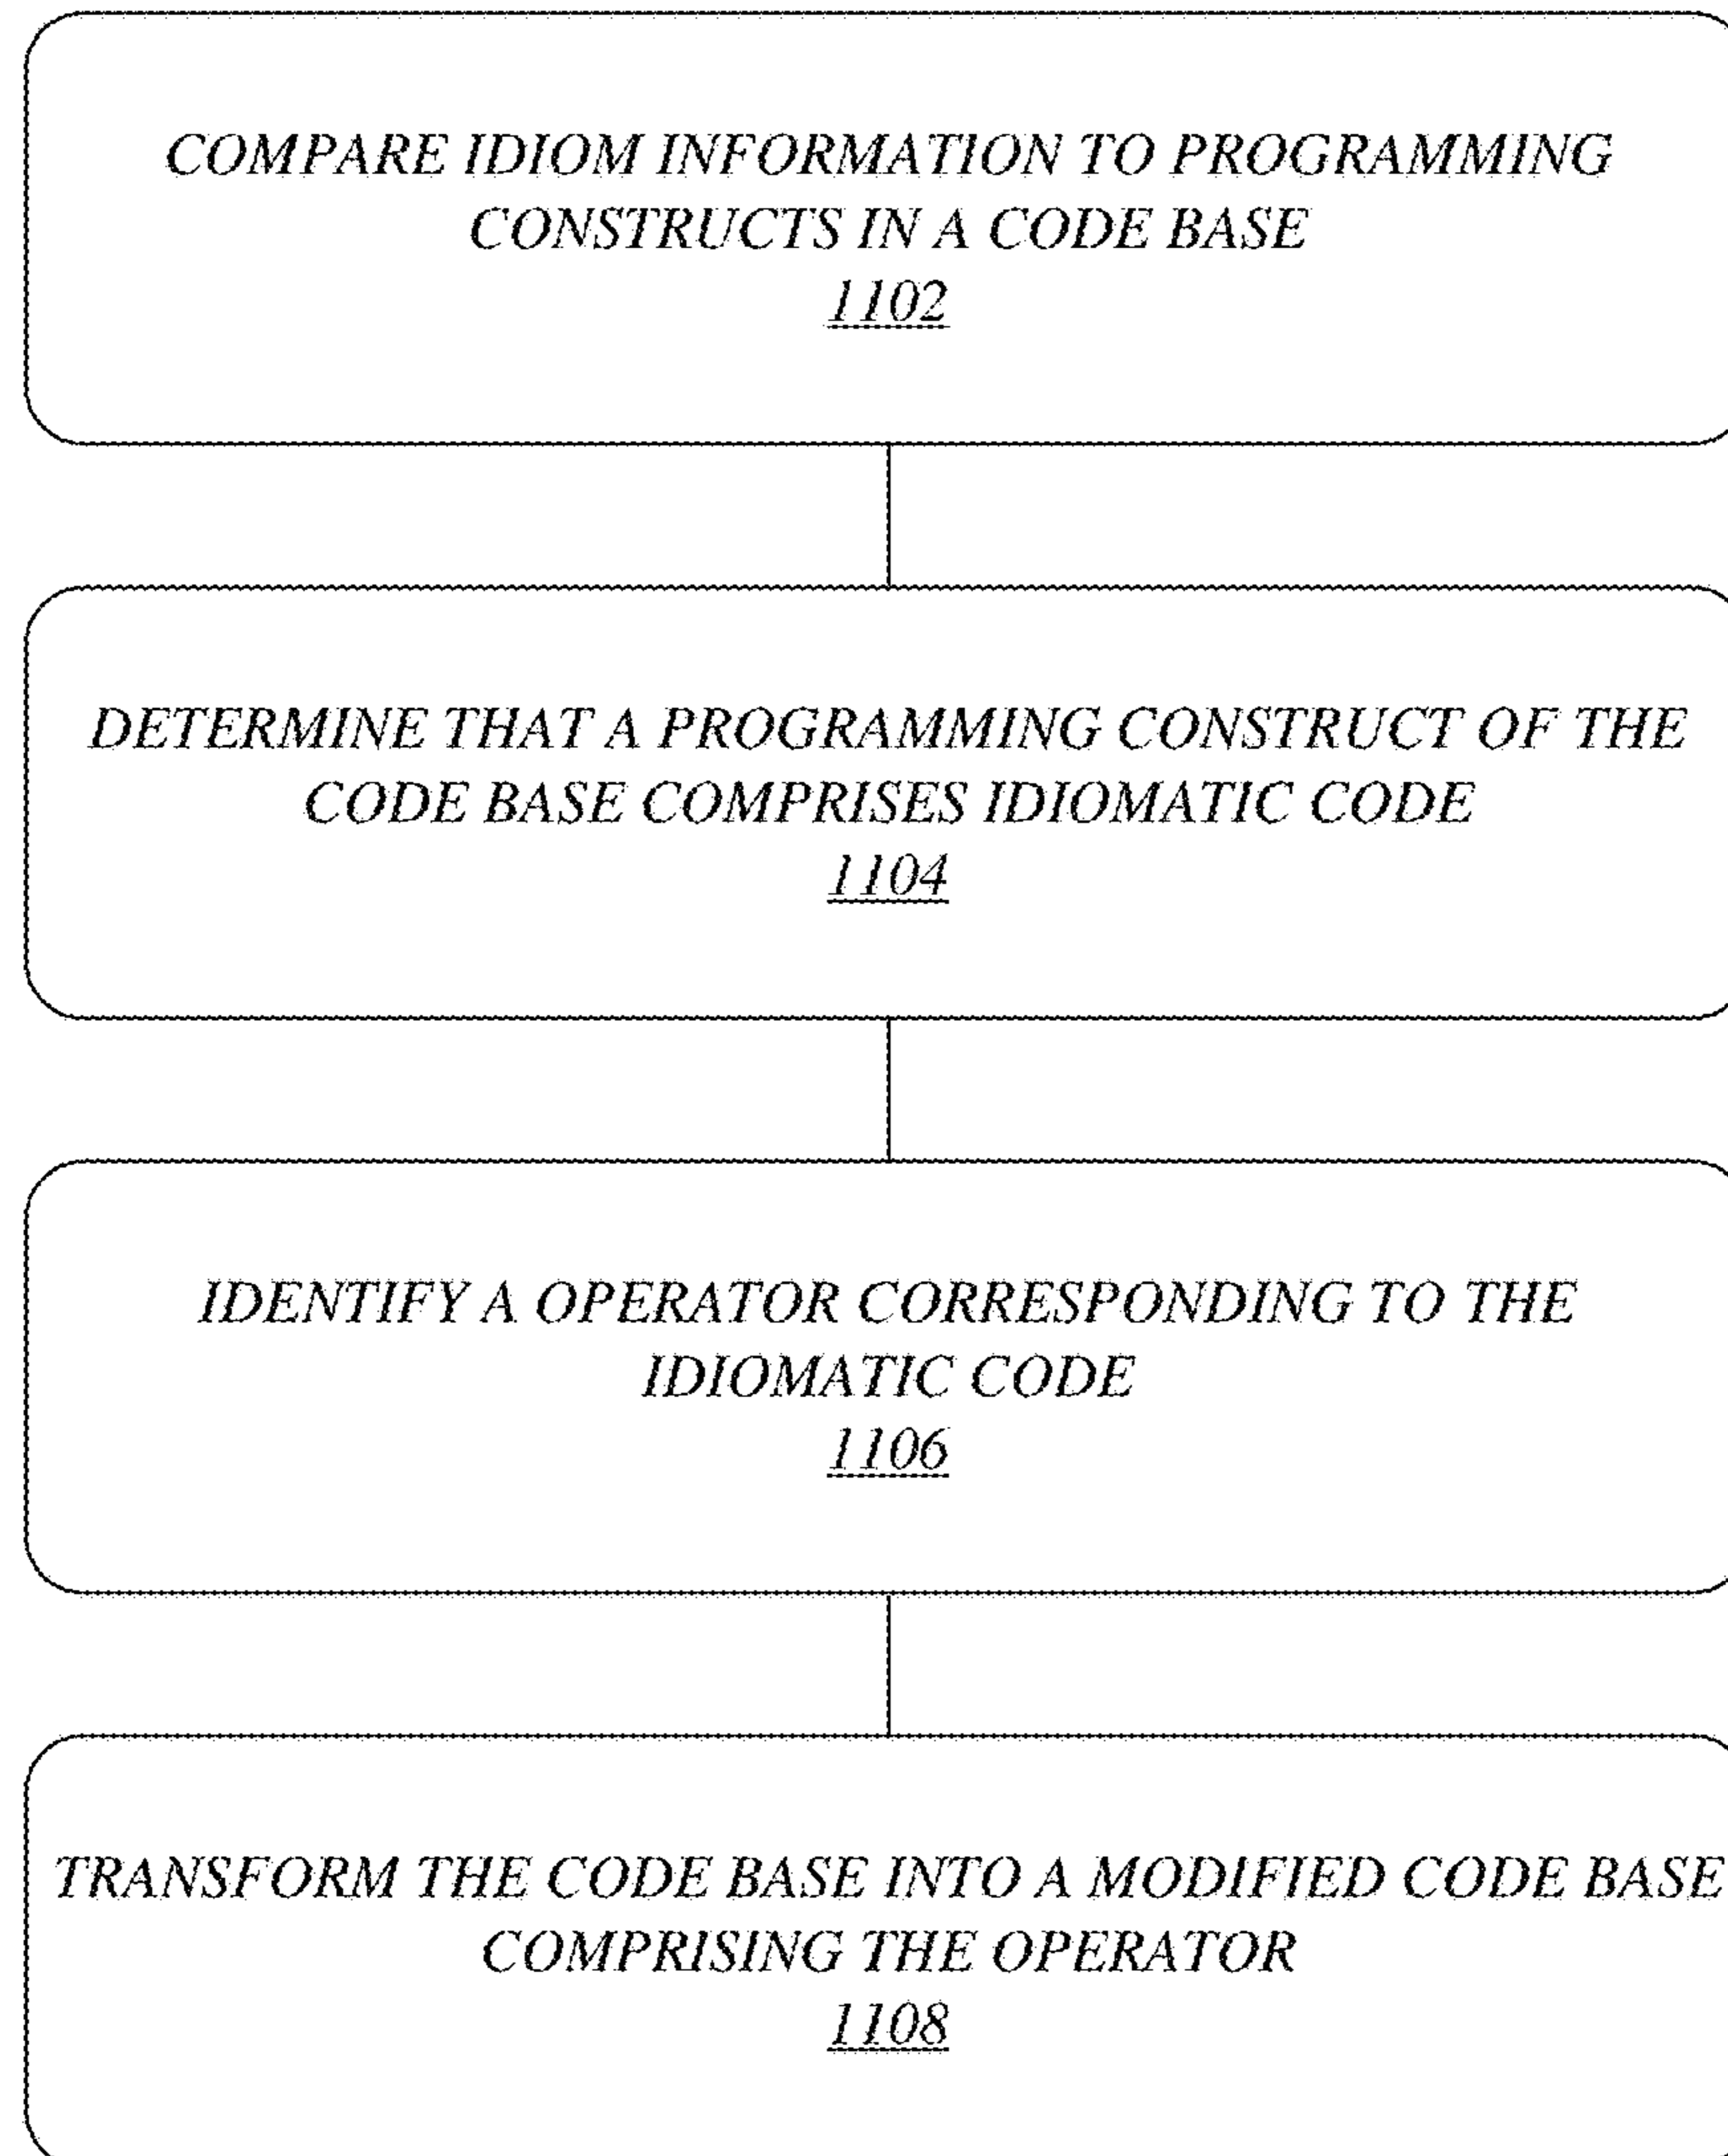 COMPARE IDIOM INFORMATION TO PROGRAMMING
CONSTRUCTS IN A CODE BASE
1102
DETERMINE THAT A PROGRAMMING CONSTRUCT OF THE
CODE BASE COMPRISES IDIOMATIC CODE
1104
IDENTIFY A OPERATOR CORRESPONDING TO THE
IDIOMATIC CODE
1106
TRANSFORM THE CODE BASE INTO A MODIFIED CODE BASE
COMPRISING THE OPERATOR
1108